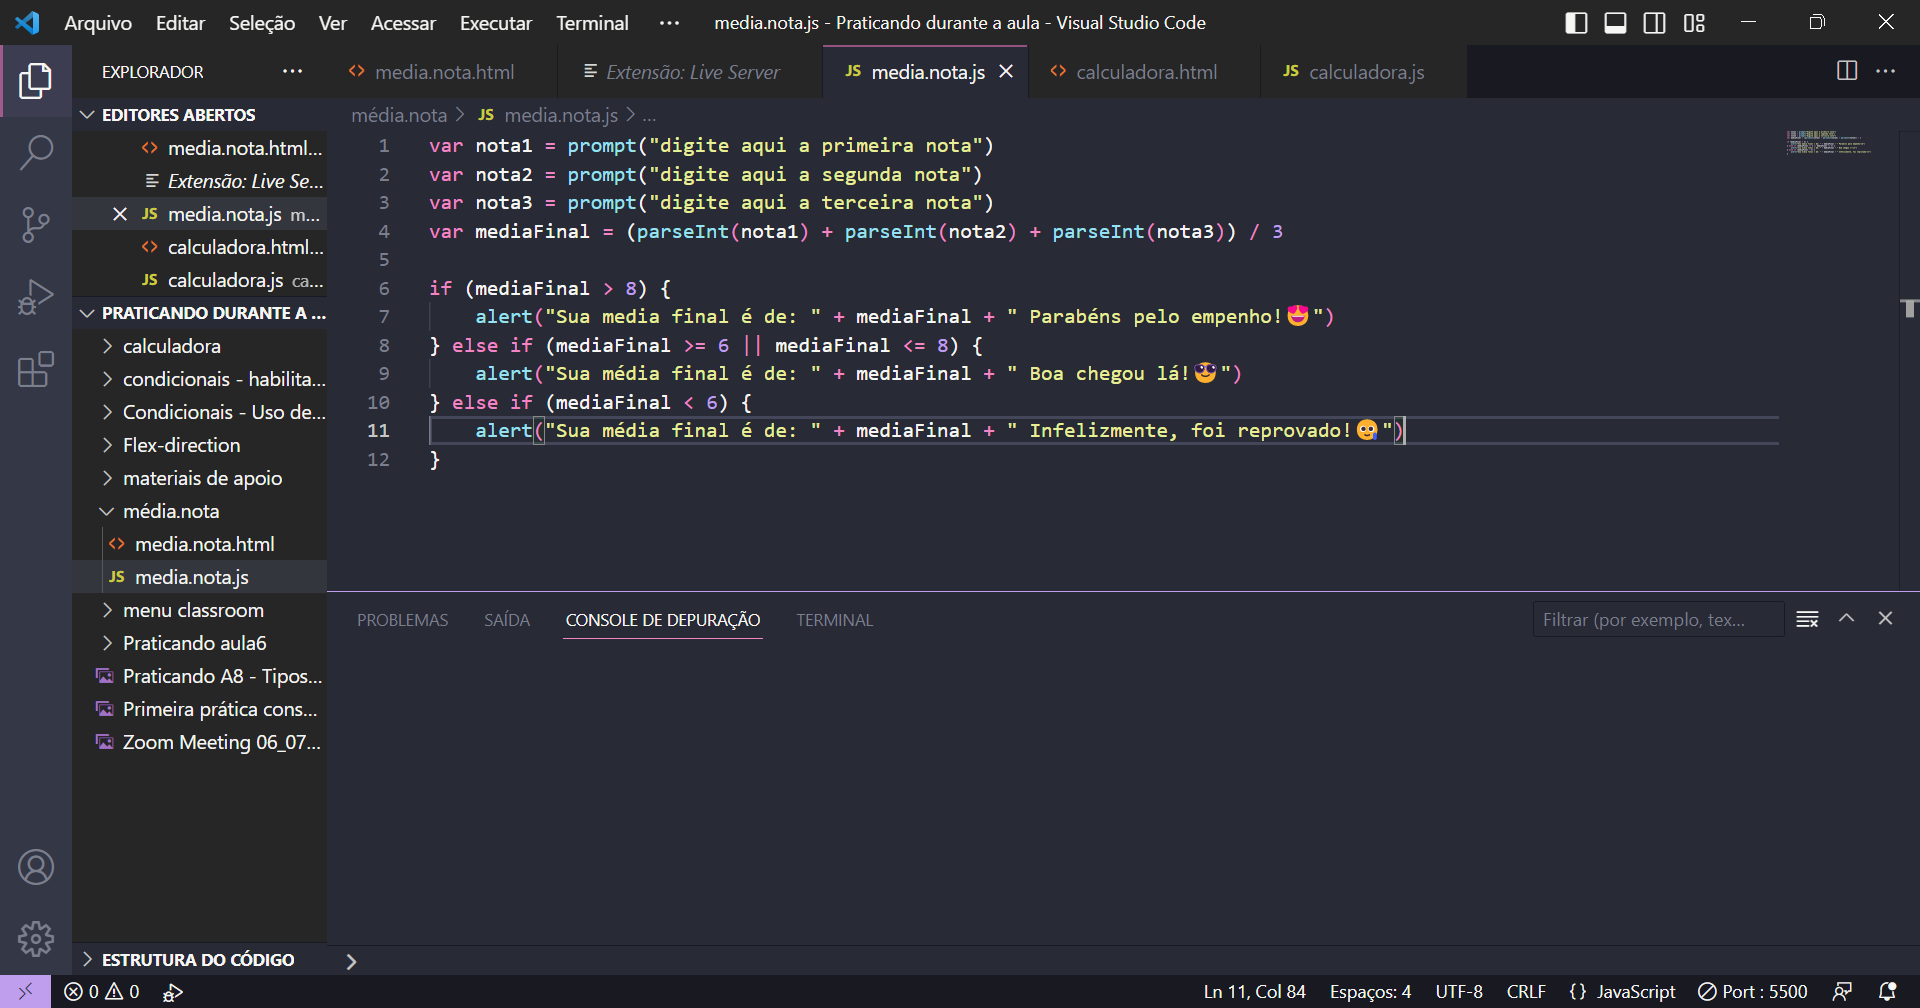 Arquivo Editar Seleção Ver Acessar Executar Terminal ··· media.nota.js - Praticando durante a aula - Visual Studio Code
EXPLORADOR ···
EDITORES ABERTOS
<> media.nota.html...
Extensão: Live Se...
JS media.nota.js m...
<> calculadora.html...
JS calculadora.js ca...
PRATICANDO DURANTE A ...
calculadora
condicionais - habilita...
Condicionais - Uso de...
Flex-direction
materiais de apoio
média.nota
<> media.nota.html
JS media.nota.js
menu classroom
Praticando aula6
Praticando A8 - Tipos...
Primeira prática cons...
Zoom Meeting 06_07...
ESTRUTURA DO CÓDIGO
<> media.nota.html Extensão: Live Server JS media.nota.js <> calculadora.html JS calculadora.js
média.nota > JS media.nota.js > ...
1 var nota1 = prompt("digite aqui a primeira nota")
2 var nota2 = prompt("digite aqui a segunda nota")
3 var nota3 = prompt("digite aqui a terceira nota")
4 var mediaFinal = (parseInt(nota1) + parseInt(nota2) + parseInt(nota3)) / 3
5
6 if (mediaFinal > 8) {
7 alert("Sua media final é de: " + mediaFinal + " Parabéns pelo empenho!😍")
8 } else if (mediaFinal >= 6 || mediaFinal <= 8) {
9 alert("Sua média final é de: " + mediaFinal + " Boa chegou lá!😎")
10 } else if (mediaFinal < 6) {
11 alert("Sua média final é de: " + mediaFinal + " Infelizmente, foi reprovado!🥲")
12 }
PROBLEMAS SAÍDA CONSOLE DE DEPURAÇÃO TERMINAL Filtrar (por exemplo, tex...
>
0 0 Ln 11, Col 84 Espaços: 4 UTF-8 CRLF {} JavaScript Port : 5500